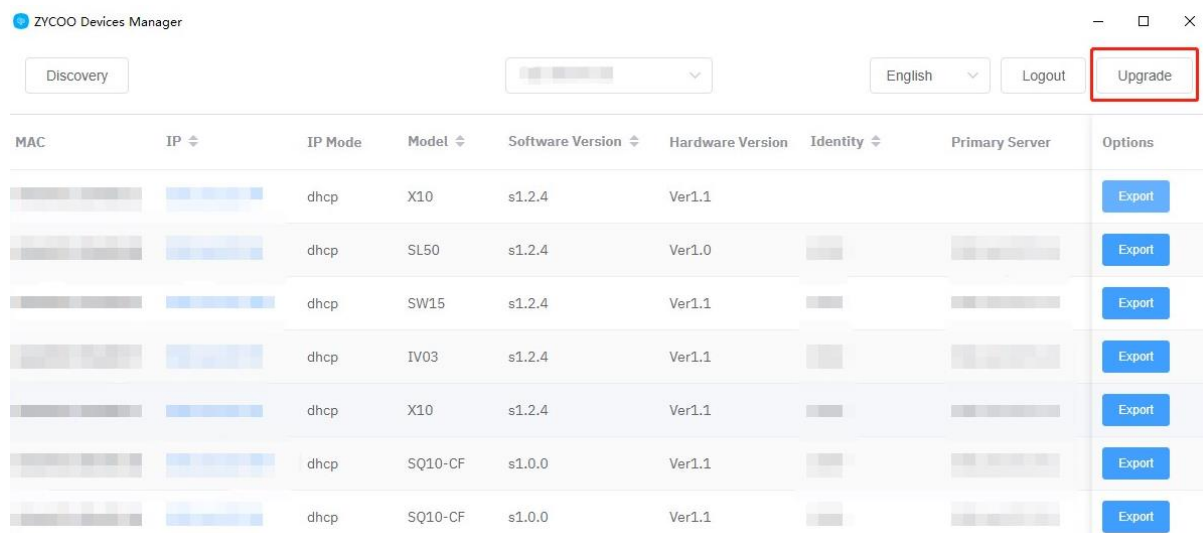 ZYCOO Devices Manager
Discovery English Logout Upgrade
MAC IP IP Mode Model Software Version Hardware Version Identity Primary Server Options
dhcp X10 s1.2.4 Ver1.1 Export
dhcp SL50 s1.2.4 Ver1.0 Export
dhcp SW15 s1.2.4 Ver1.1 Export
dhcp IV03 s1.2.4 Ver1.1 Export
dhcp X10 s1.2.4 Ver1.1 Export
dhcp SQ10-CF s1.0.0 Ver1.1 Export
dhcp SQ10-CF s1.0.0 Ver1.1 Export